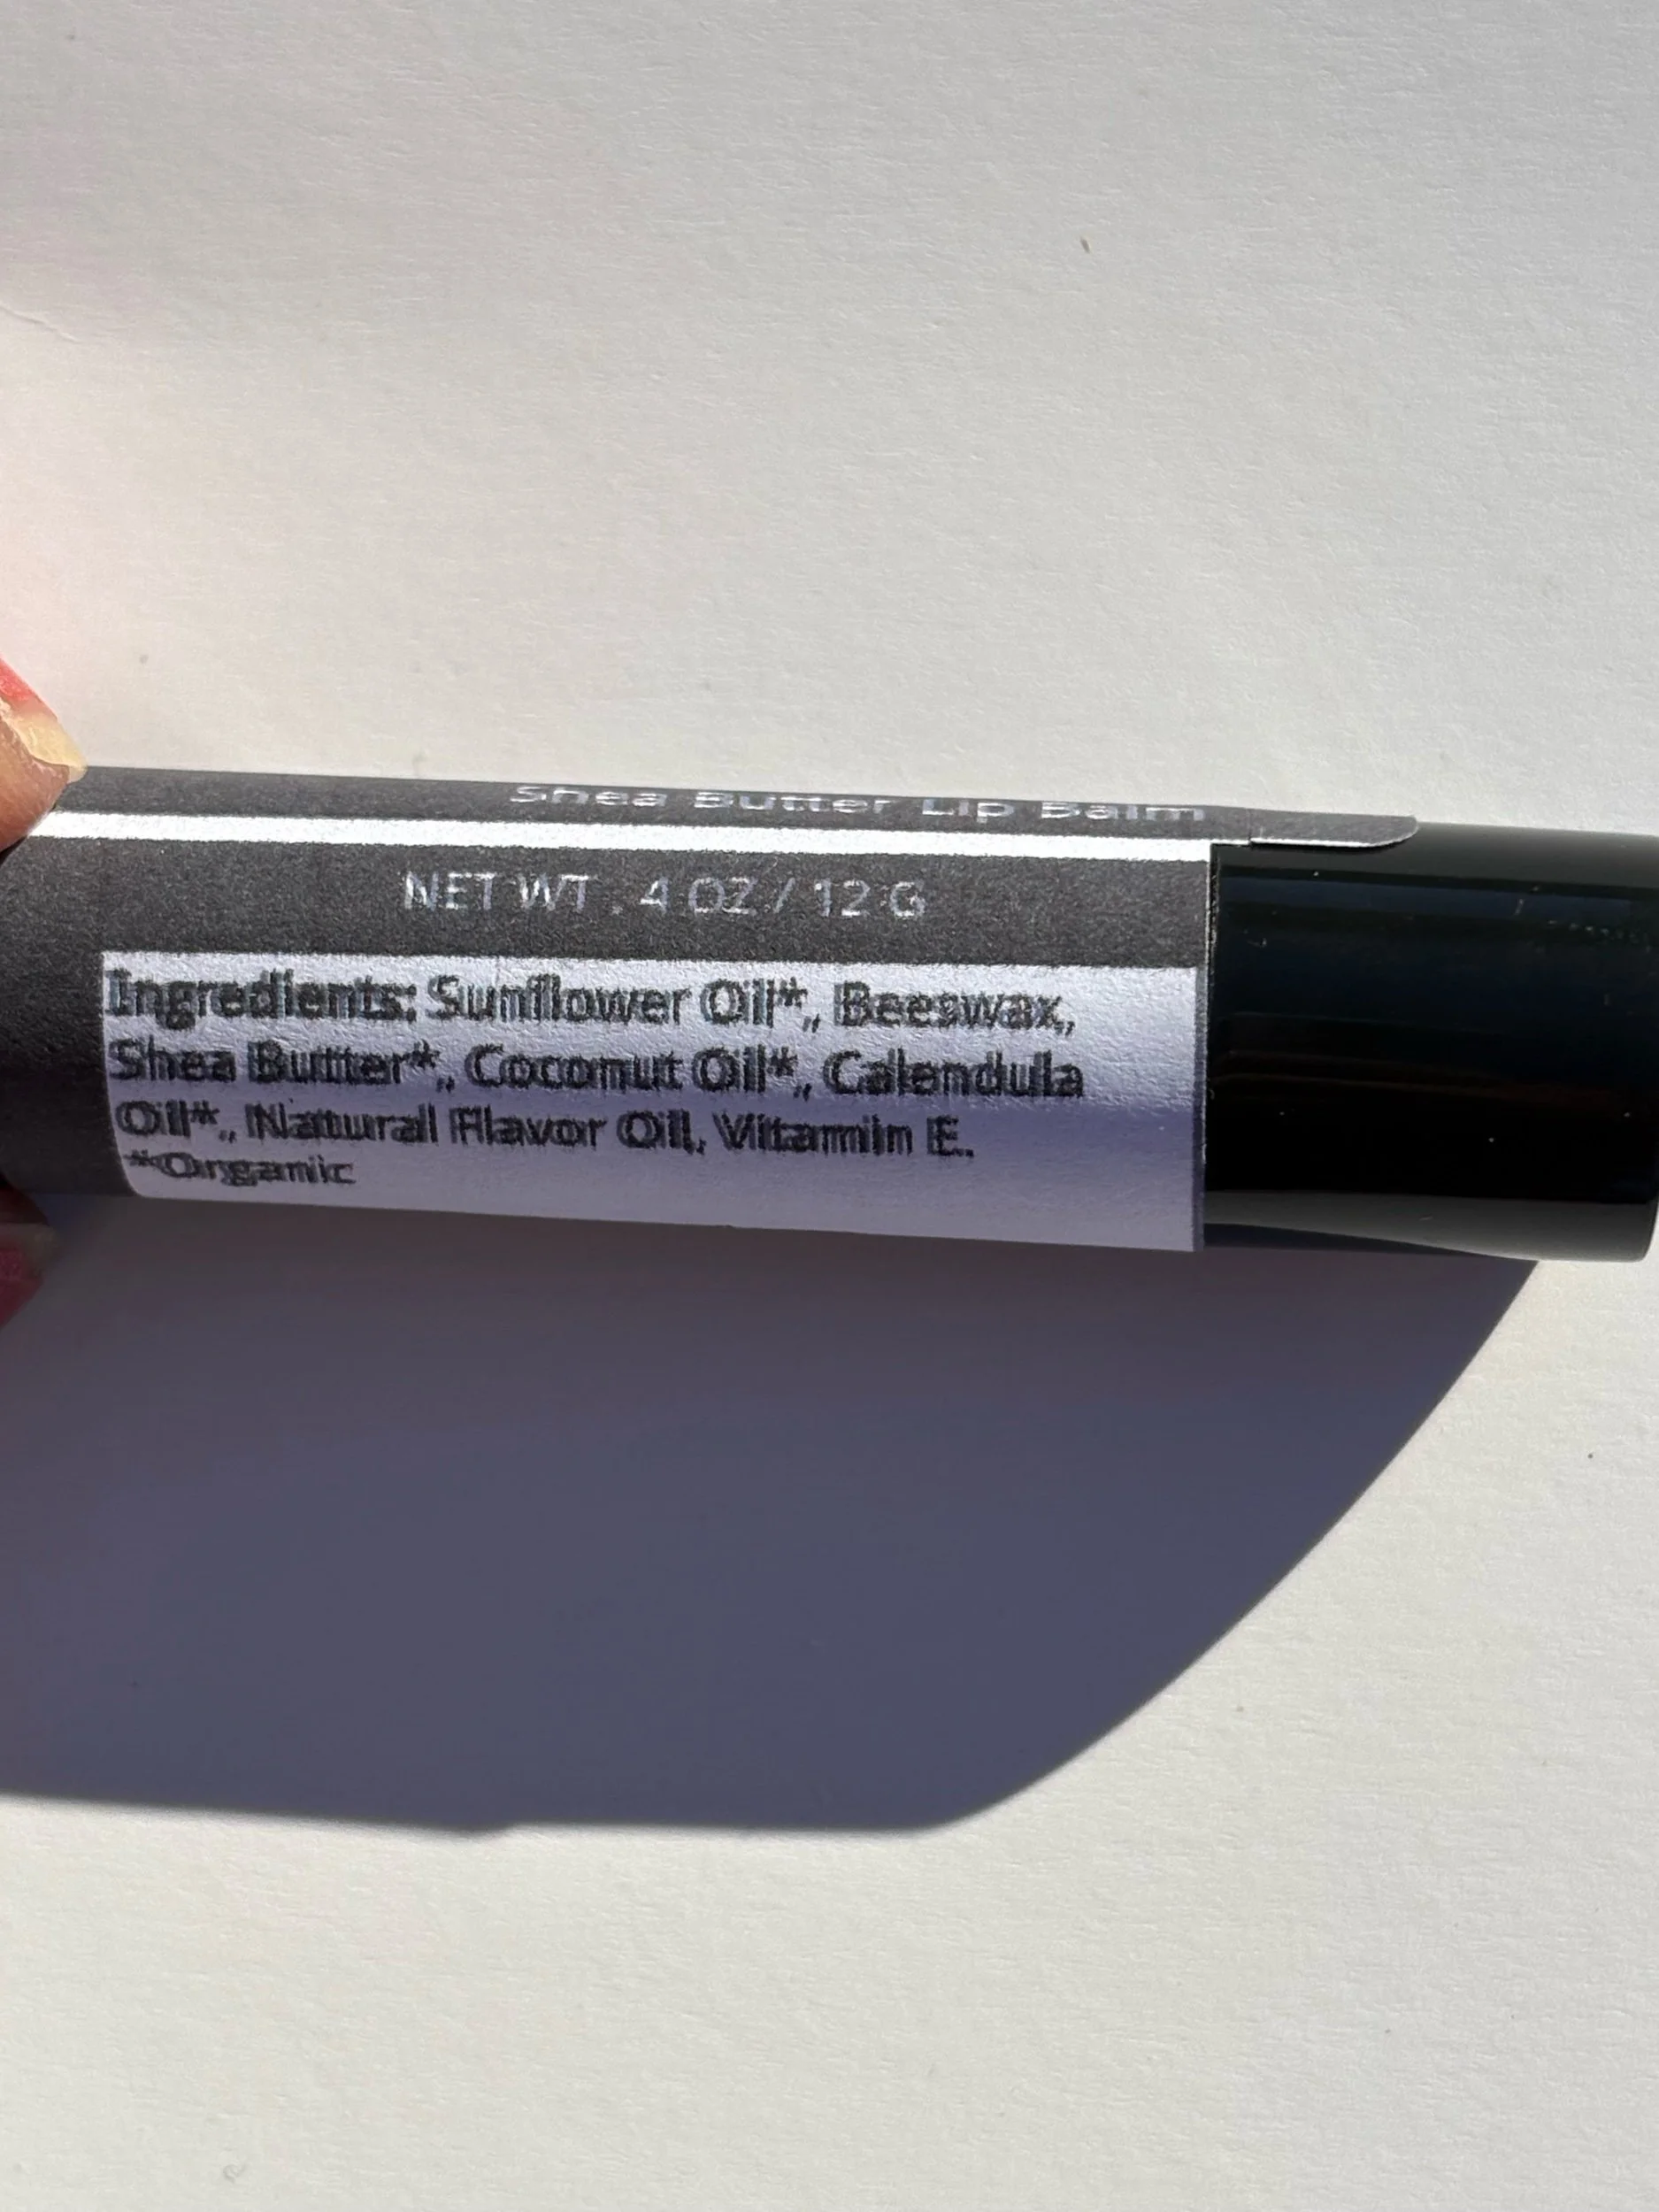 Shea Butter Lip Balm
NET WT . 4 OZ / 12 G
Ingredients: Sunflower Oil*, Beeswax,
Shea Butter*, Coconut Oil*, Calendula
Oil*, Natural Flavor Oil, Vitamin E.
*Organic